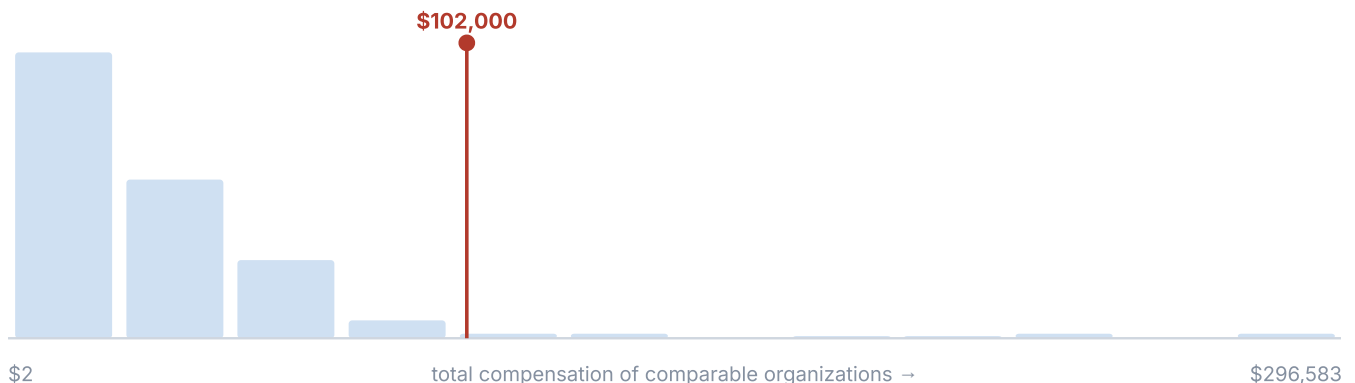 $102,000
$2 total compensation of comparable organizations → $296,583